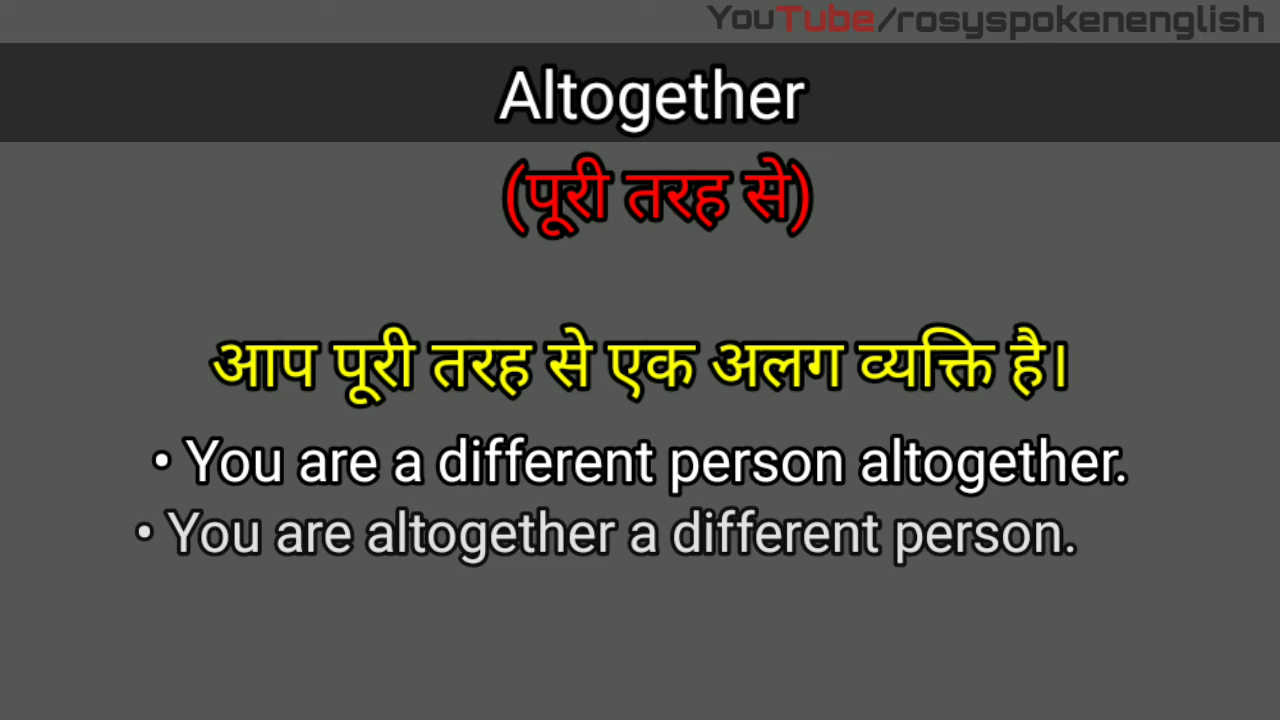 YouTube/rosyspokenenglish
Altogether
(पूरी तरह से)
आप पूरी तरह से एक अलग व्यक्ति है।
• You are a different person altogether.
• You are altogether a different person.